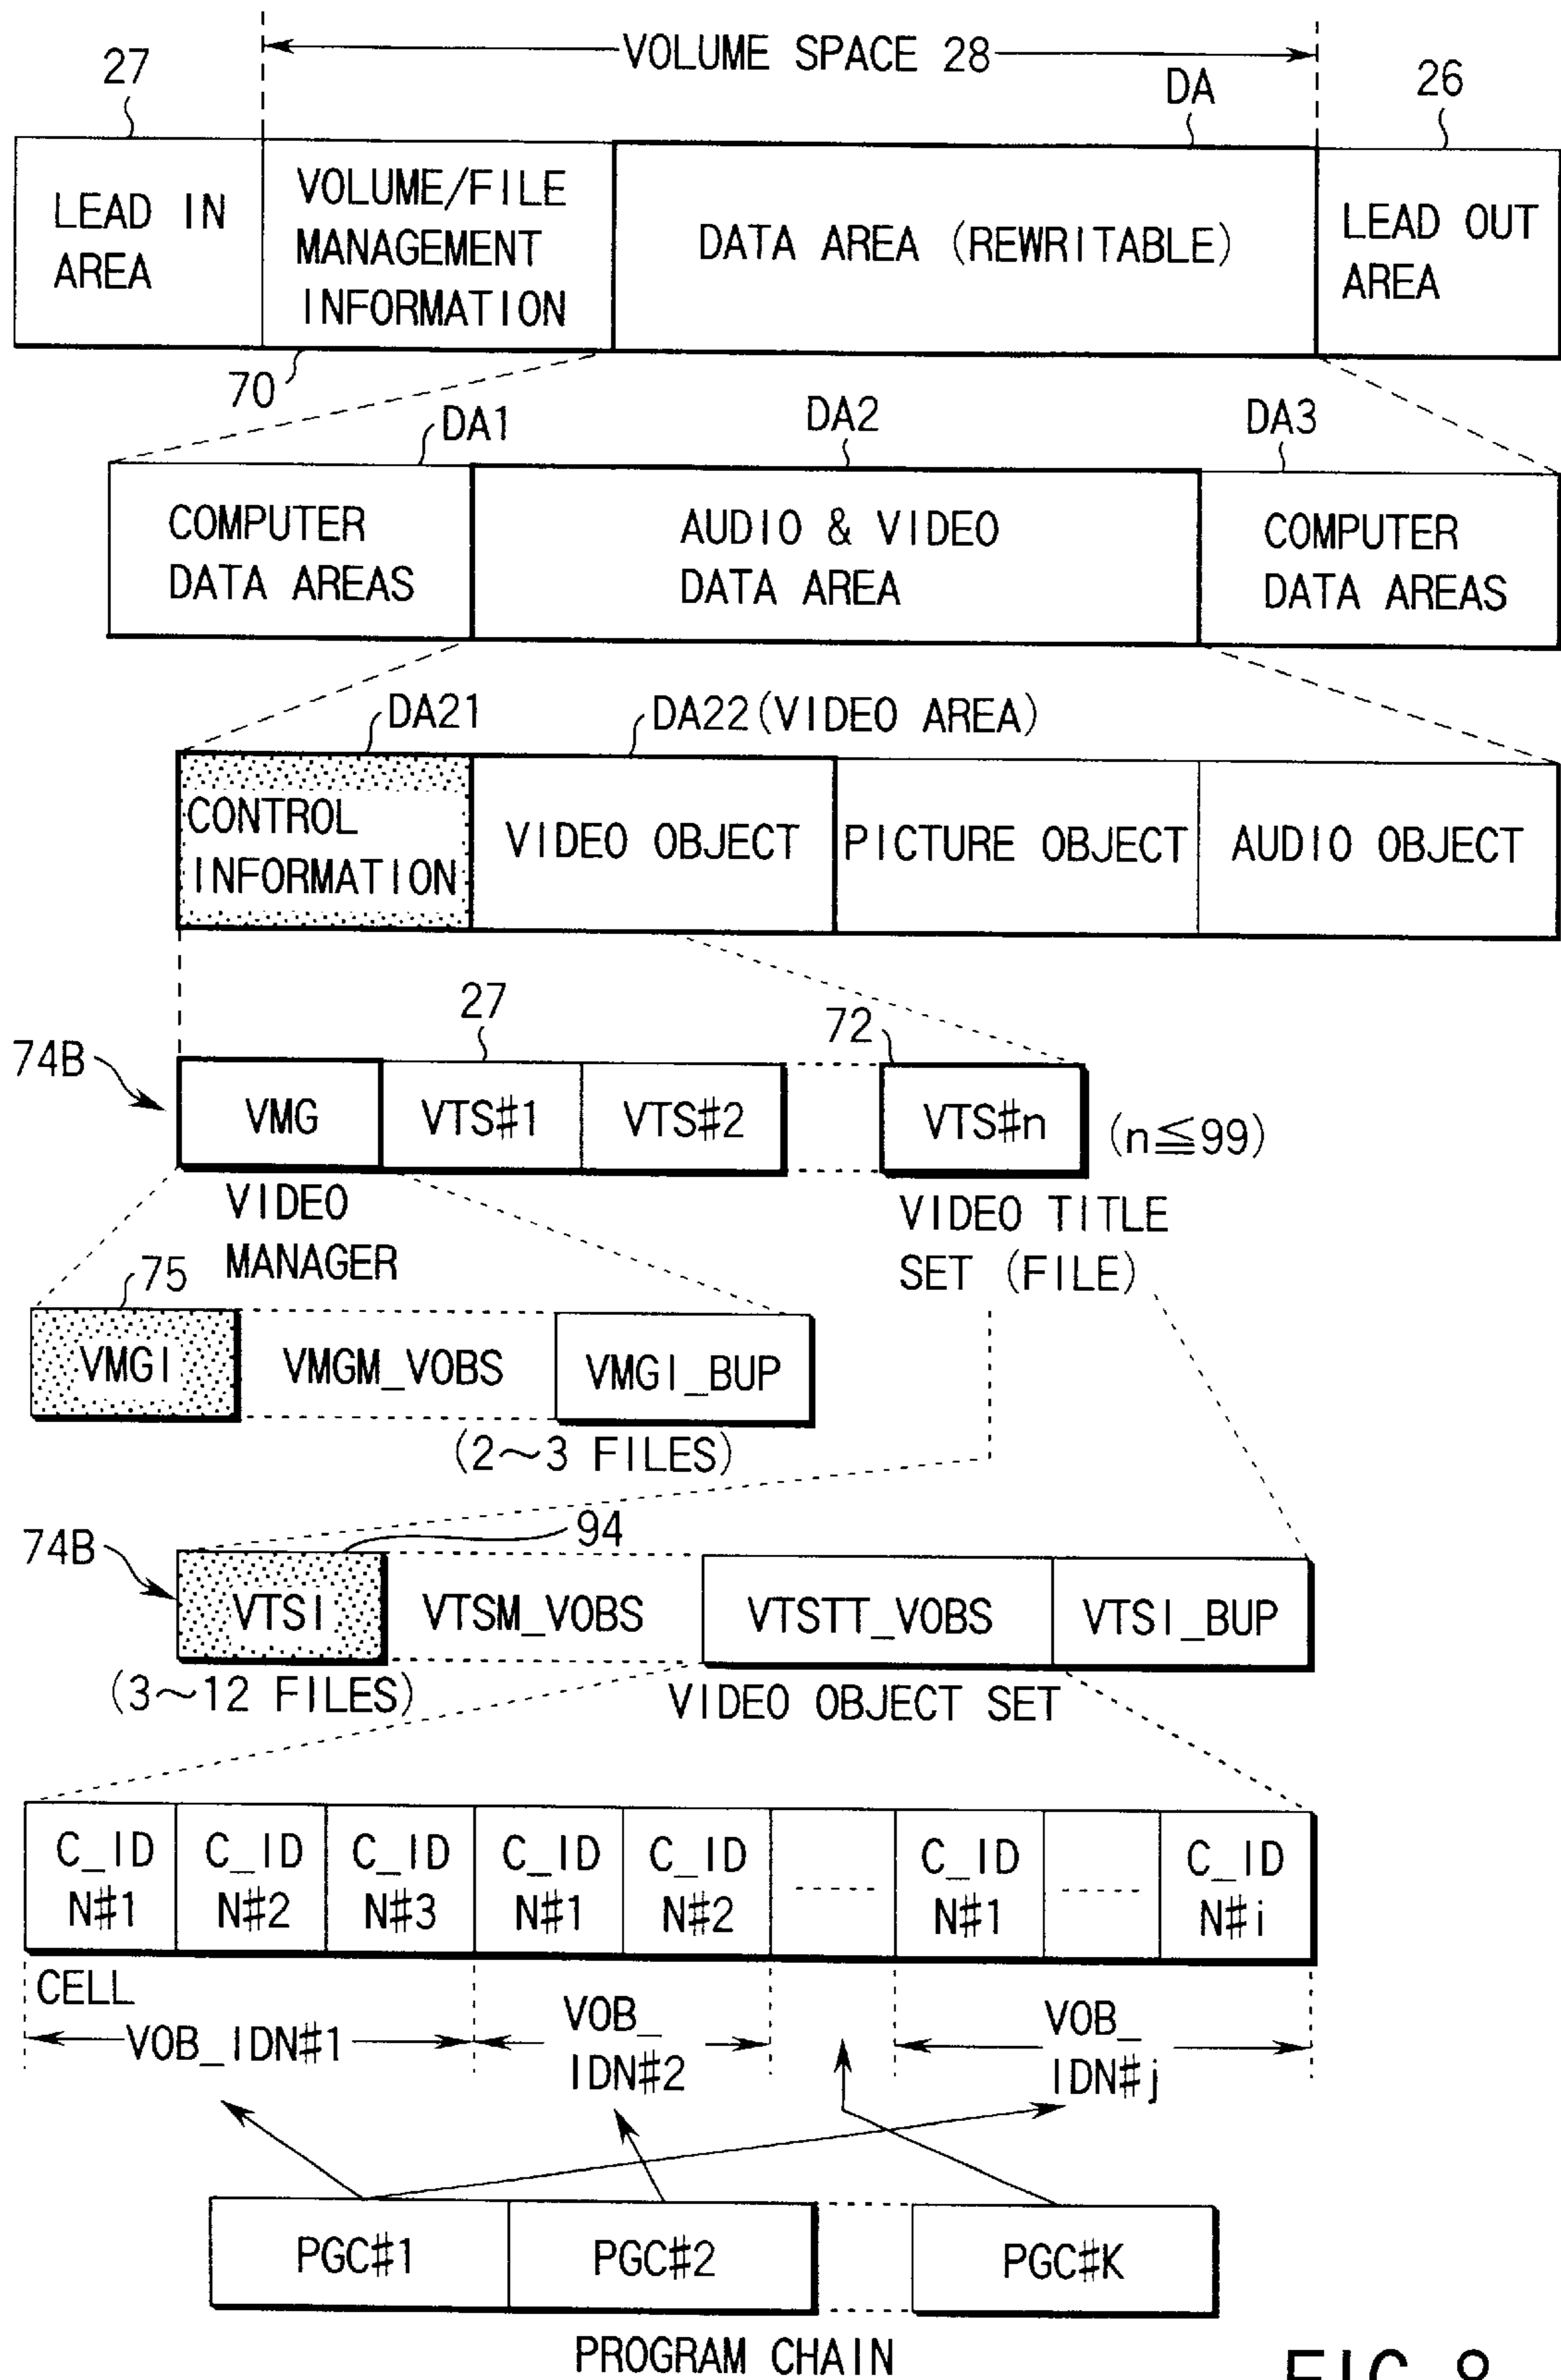 VOLUME SPACE 28
27
DA
26
LEAD IN
AREA
VOLUME/FILE
MANAGEMENT
INFORMATION
DATA AREA (REWRITABLE)
LEAD OUT
AREA
70
DA1
DA2
DA3
COMPUTER
DATA AREAS
AUDIO & VIDEO
DATA AREA
COMPUTER
DATA AREAS
DA21
DA22 (VIDEO AREA)
CONTROL
INFORMATION
VIDEO OBJECT
PICTURE OBJECT
AUDIO OBJECT
27
72
74B
VMG
VTS#1
VTS#2
VTS#n
(n≦99)
VIDEO
MANAGER
VIDEO TITLE
SET (FILE)
75
VMGI
VMGM_VOBS
VMGI_BUP
(2~3 FILES)
94
74B
VTSI
VTSM_VOBS
VTSTT_VOBS
VTSI_BUP
(3~12 FILES)
VIDEO OBJECT SET
C_ID
N#1
C_ID
N#2
C_ID
N#3
C_ID
N#1
C_ID
N#2
C_ID
N#1
C_ID
N#i
CELL
VOB_IDN#1
VOB_
IDN#2
VOB_
IDN#j
PGC#1
PGC#2
PGC#K
PROGRAM CHAIN
FIG. 8